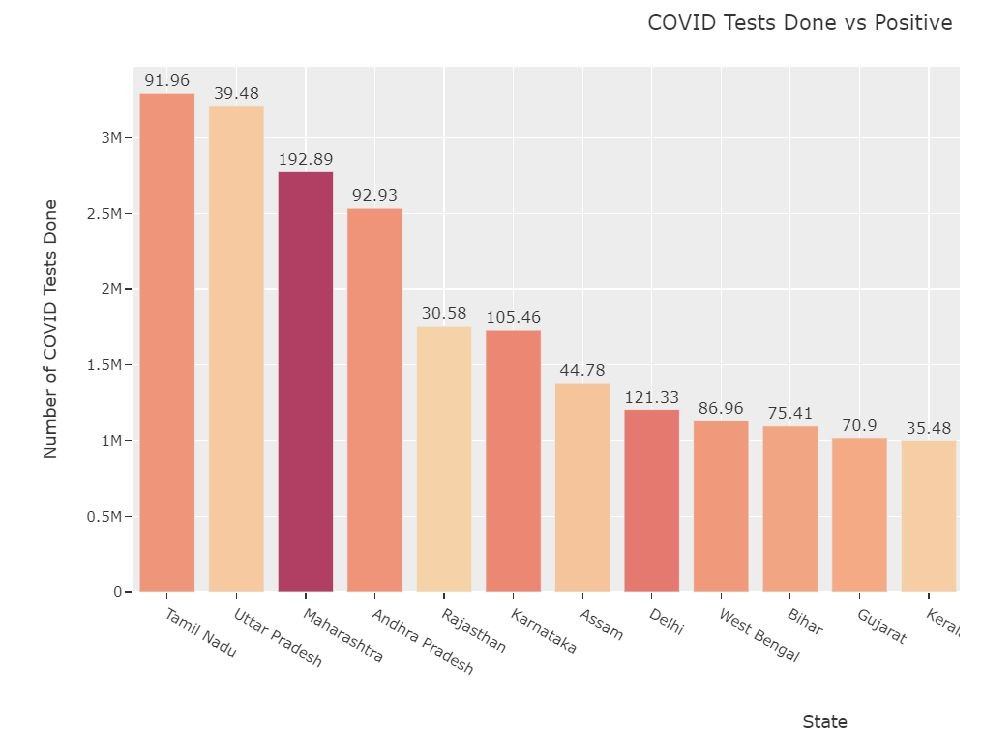 COVID Tests Done vs Positive
91.96
39.48
192.89
92.93
30.58
105.46
44.78
121.33
86.96
75.41
70.9
35.48
3M
2.5M
2M
1.5M
1M
0.5M
0
Number of COVID Tests Done
Tamil Nadu
Uttar Pradesh
Maharashtra
Andhra Pradesh
Rajasthan
Karnataka
Assam
Delhi
West Bengal
Bihar
Gujarat
State